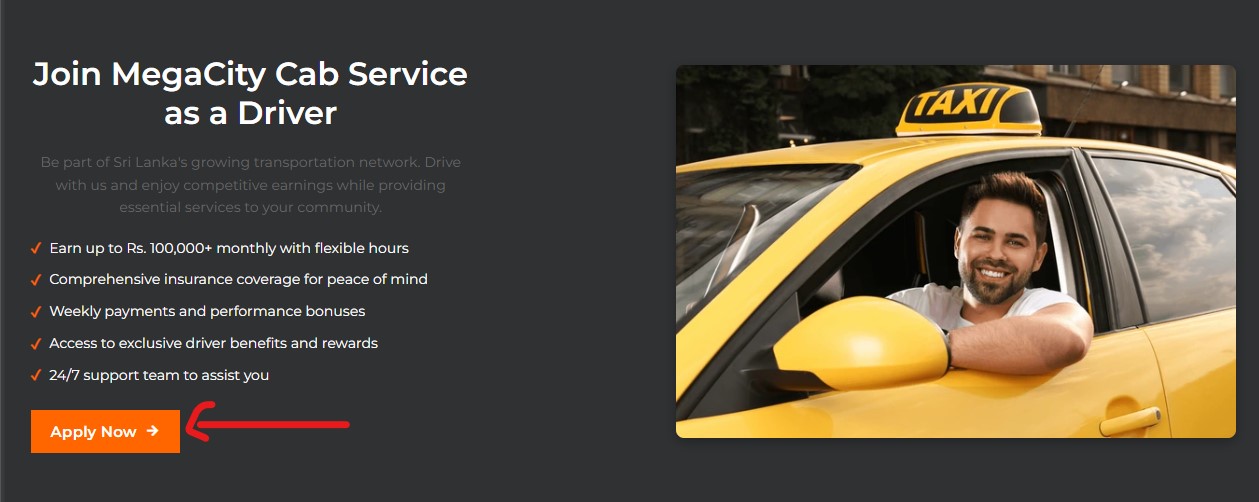 Join MegaCity Cab Service
as a Driver
Be part of Sri Lanka's growing transportation network. Drive
with us and enjoy competitive earnings while providing
essential services to your community.
✓ Earn up to Rs. 100,000+ monthly with flexible hours
✓ Comprehensive insurance coverage for peace of mind
✓ Weekly payments and performance bonuses
✓ Access to exclusive driver benefits and rewards
✓ 24/7 support team to assist you
Apply Now →
TAXI